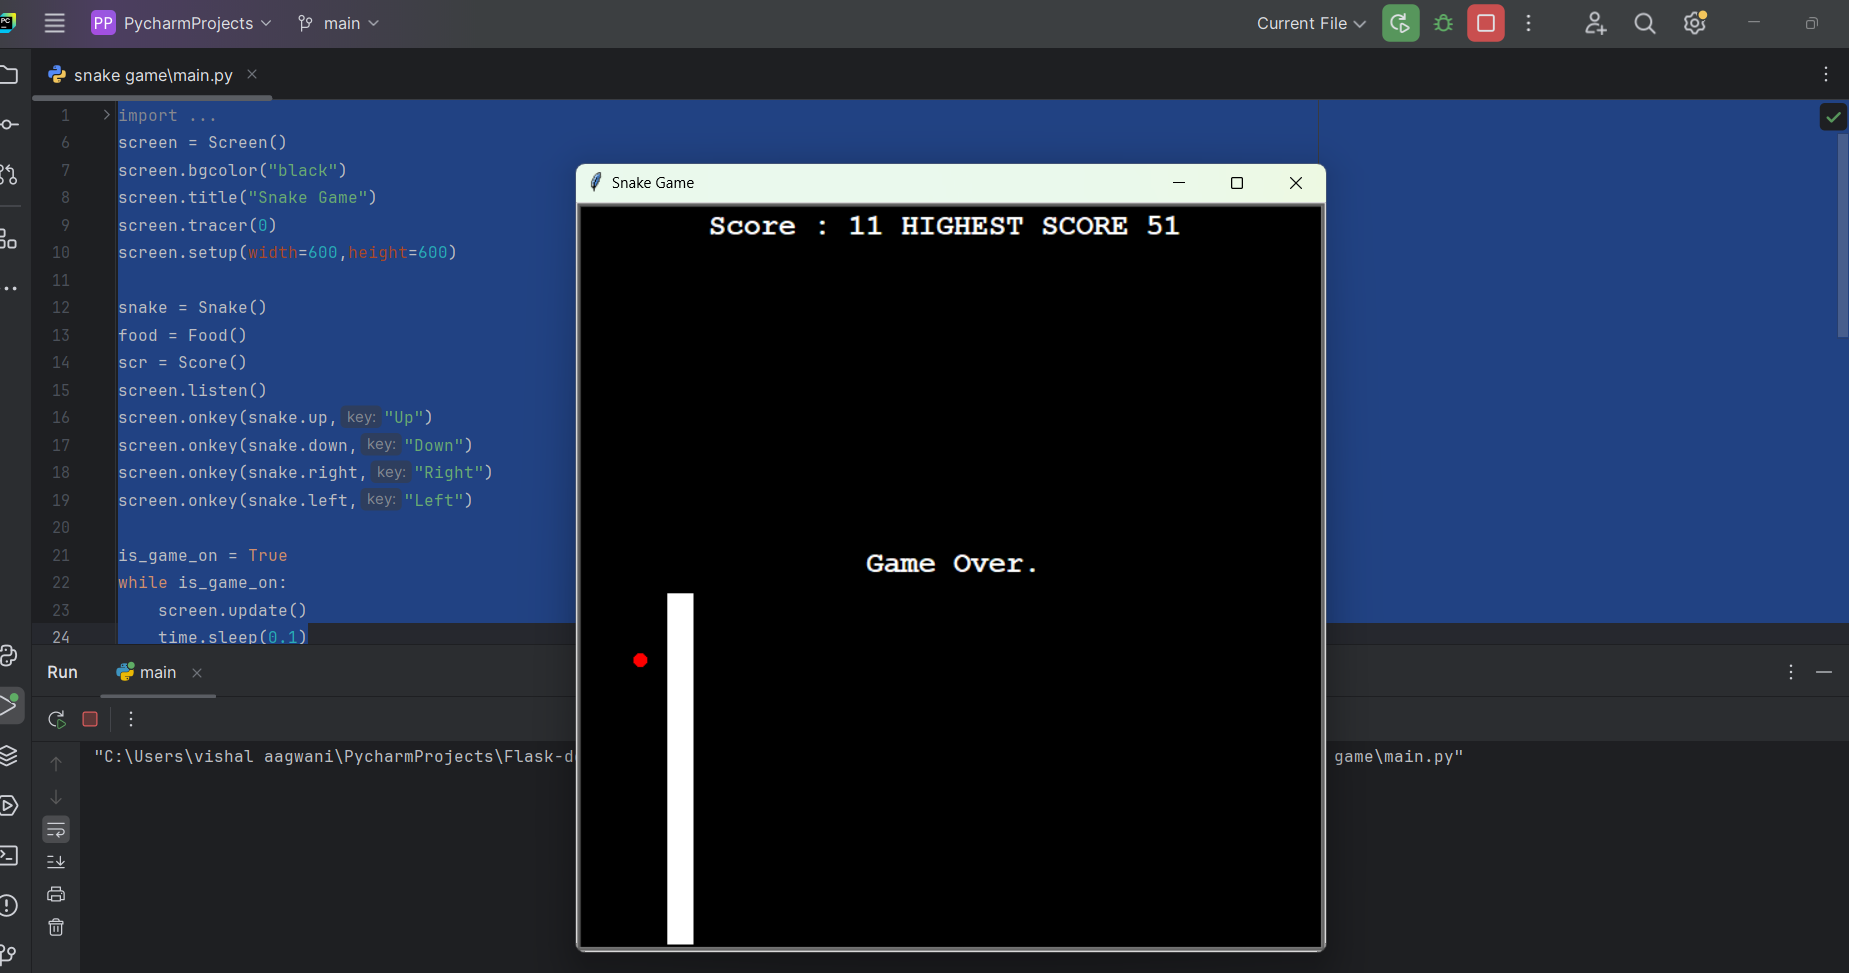 PC
PP PycharmProjects main Current File
snake game\main.py
1 import ...
6 screen = Screen()
7 screen.bgcolor("black")
8 screen.title("Snake Game")
9 screen.tracer(0)
10 screen.setup(width=600,height=600)
11
12 snake = Snake()
13 food = Food()
14 scr = Score()
15 screen.listen()
16 screen.onkey(snake.up, key: "Up")
17 screen.onkey(snake.down, key: "Down")
18 screen.onkey(snake.right, key: "Right")
19 screen.onkey(snake.left, key: "Left")
20
21 is_game_on = True
22 while is_game_on:
23 screen.update()
24 time.sleep(0.1)
Snake Game
Score : 11 HIGHEST SCORE 51
Game Over.
Run main
"C:\Users\vishal aagwani\PycharmProjects\Flask-d game\main.py"